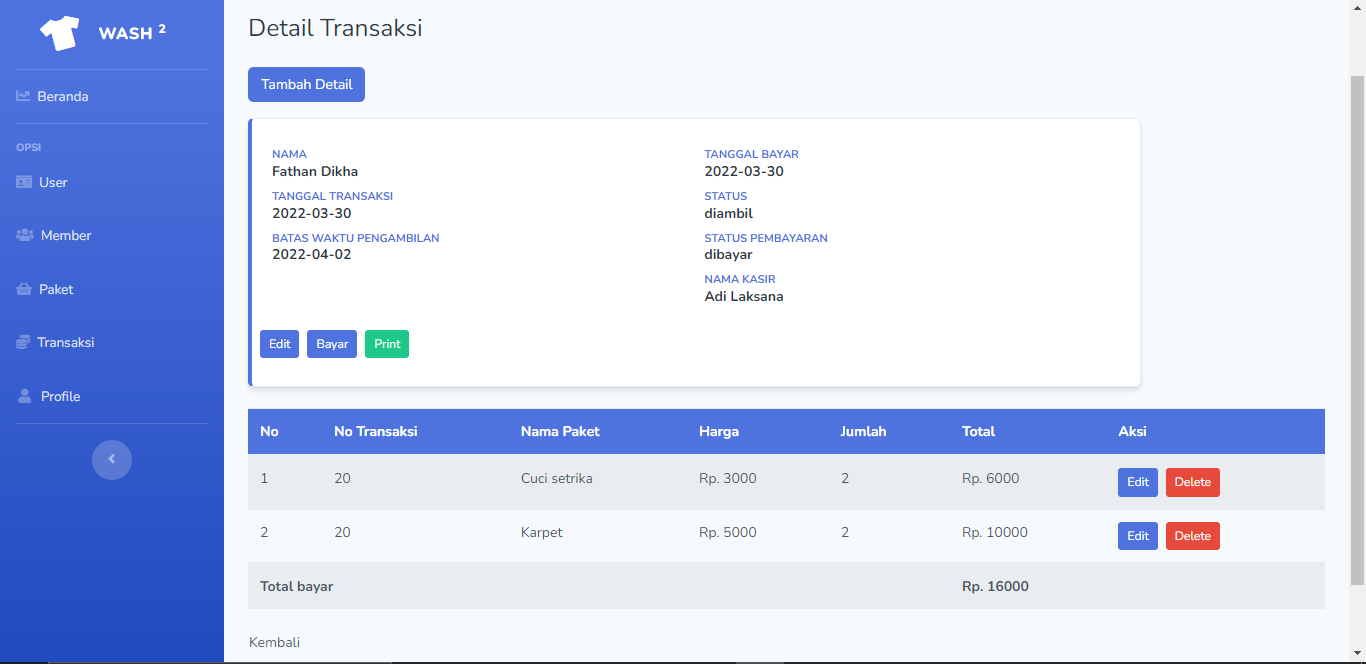 WASH 2
Beranda
OPSI
User
Member
Paket
Transaksi
Profile
Detail Transaksi
Tambah Detail
NAMA
Fathan Dikha
TANGGAL TRANSAKSI
2022-03-30
BATAS WAKTU PENGAMBILAN
2022-04-02
TANGGAL BAYAR
2022-03-30
STATUS
diambil
STATUS PEMBAYARAN
dibayar
NAMA KASIR
Adi Laksana
Edit Bayar Print
No No Transaksi Nama Paket Harga Jumlah Total Aksi
1 20 Cuci setrika Rp. 3000 2 Rp. 6000 Edit Delete
2 20 Karpet Rp. 5000 2 Rp. 10000 Edit Delete
Total bayar Rp. 16000
Kembali